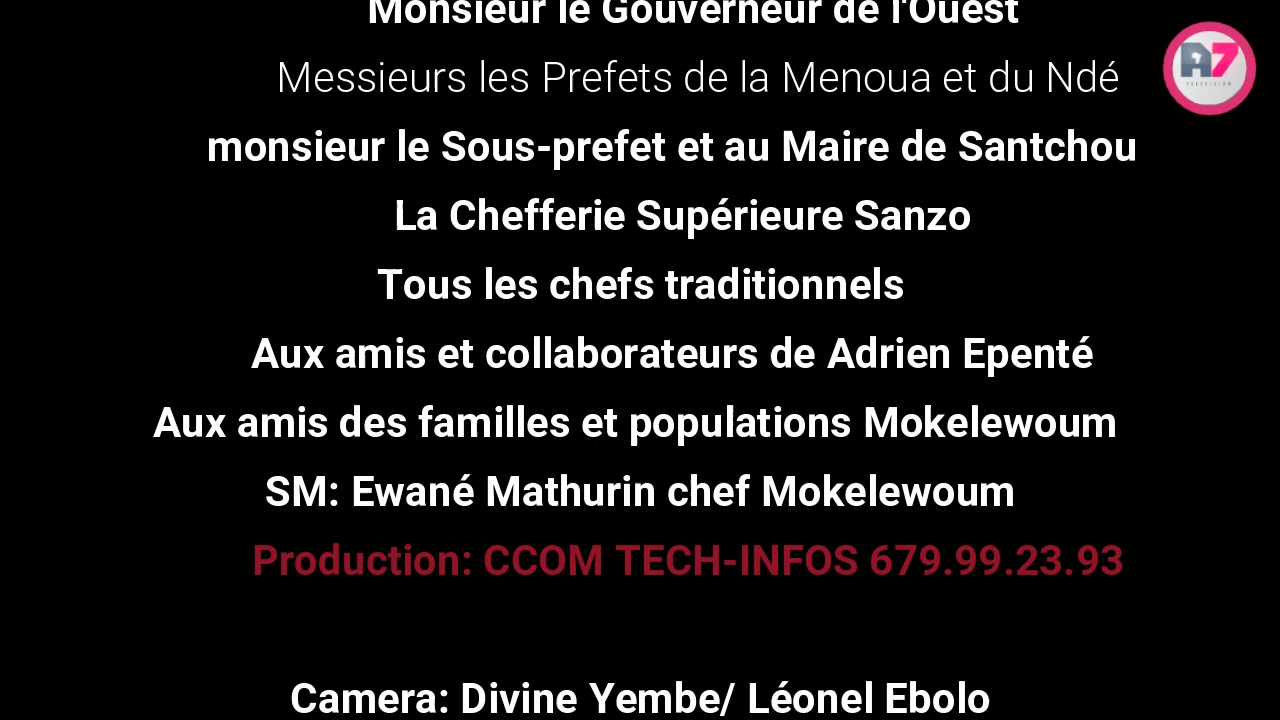 Monsieur le Gouverneur de l'Ouest
Messieurs les Prefets de la Menoua et du Ndé
monsieur le Sous-prefet et au Maire de Santchou
La Chefferie Supérieure Sanzo
Tous les chefs traditionnels
Aux amis et collaborateurs de Adrien Epenté
Aux amis des familles et populations Mokelewoum
SM: Ewané Mathurin chef Mokelewoum
Production: CCOM TECH-INFOS 679.99.23.93
Camera: Divine Yembe/ Léonel Ebolo
A7
TELEVISION